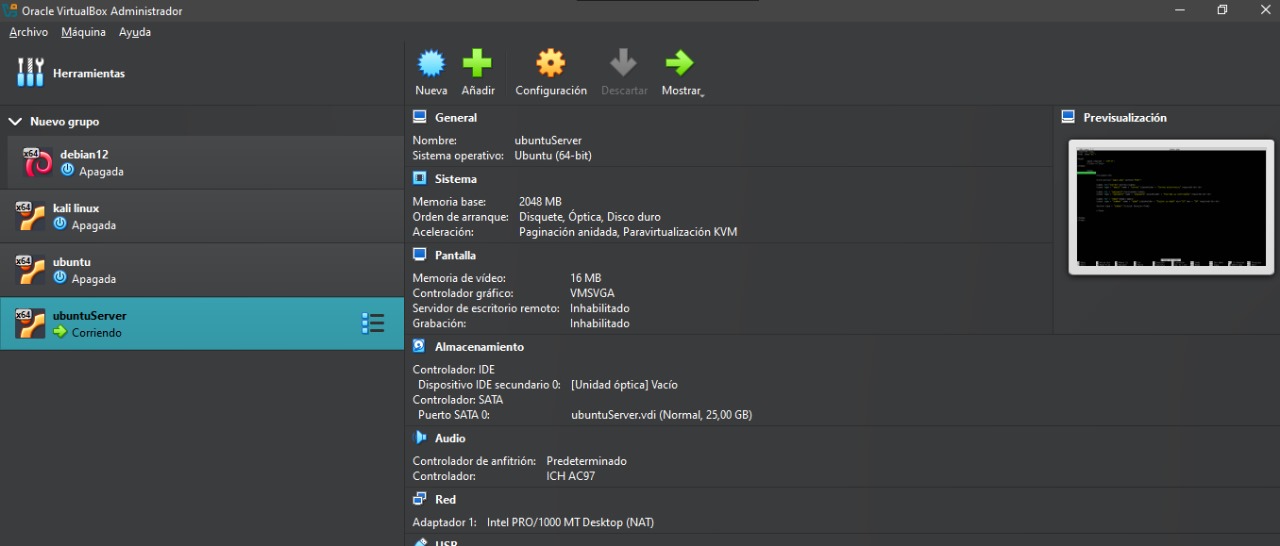 Oracle VirtualBox Administrador
Archivo Máquina Ayuda
Herramientas
Nueva Añadir Configuración Descartar Mostrar
Nuevo grupo
x64 debian12
Apagada
x64 kali linux
Apagada
x64 ubuntu
Apagada
x64 ubuntuServer
Corriendo
General
Nombre: ubuntuServer
Sistema operativo: Ubuntu (64-bit)
Sistema
Memoria base: 2048 MB
Orden de arranque: Disquete, Óptica, Disco duro
Aceleración: Paginación anidada, Paravirtualización KVM
Pantalla
Memoria de vídeo: 16 MB
Controlador gráfico: VMSVGA
Servidor de escritorio remoto: Inhabilitado
Grabación: Inhabilitado
Almacenamiento
Controlador: IDE
Dispositivo IDE secundario 0: [Unidad óptica] Vacío
Controlador: SATA
Puerto SATA 0: ubuntuServer.vdi (Normal, 25,00 GB)
Audio
Controlador de anfitrión: Predeterminado
Controlador: ICH AC97
Red
Adaptador 1: Intel PRO/1000 MT Desktop (NAT)
USB
Previsualización